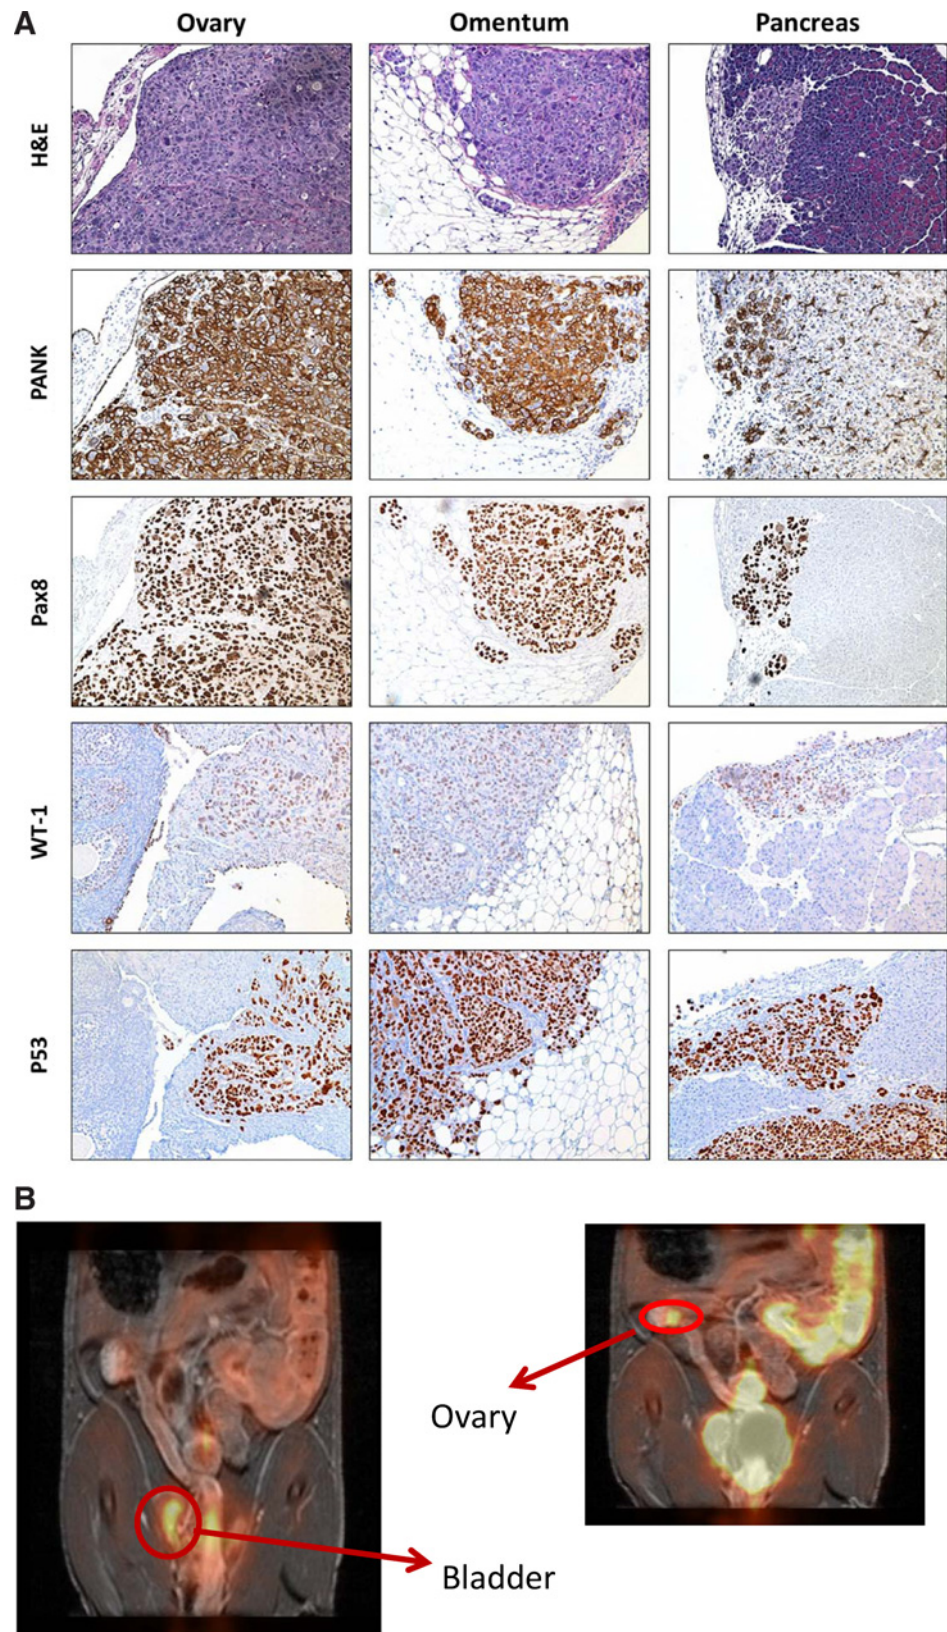 A
Ovary Omentum Pancreas
H&E
PANK
Pax8
WT-1
P53
B
Ovary
Bladder